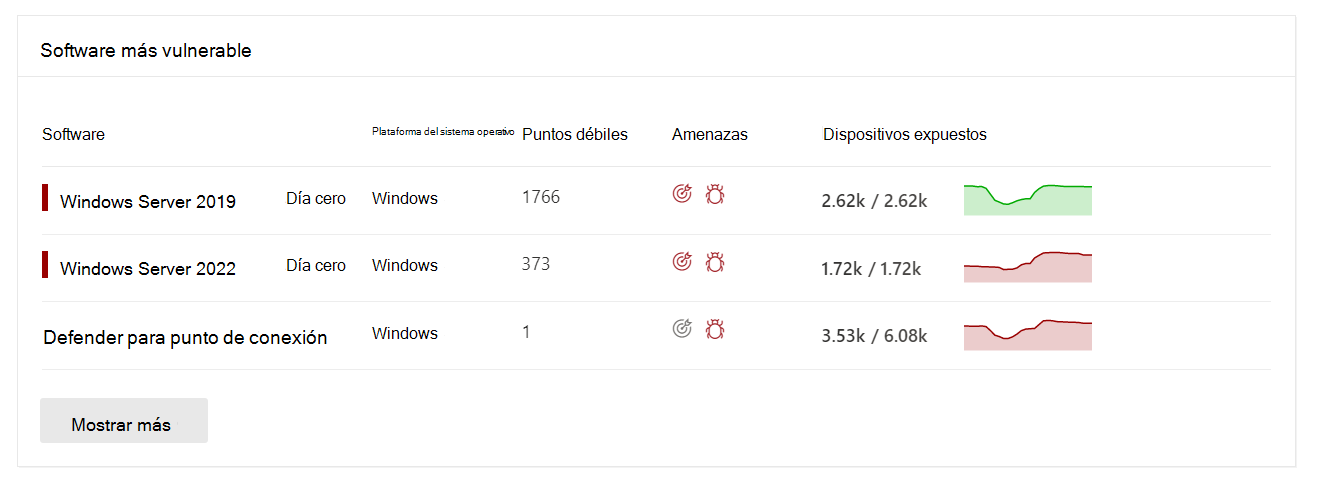 Software más vulnerable
Software Plataforma del sistema operativo Puntos débiles Amenazas Dispositivos expuestos
Windows Server 2019 Día cero Windows 1766 2.62k / 2.62k
Windows Server 2022 Día cero Windows 373 1.72k / 1.72k
Defender para punto de conexión Windows 1 3.53k / 6.08k
Mostrar más